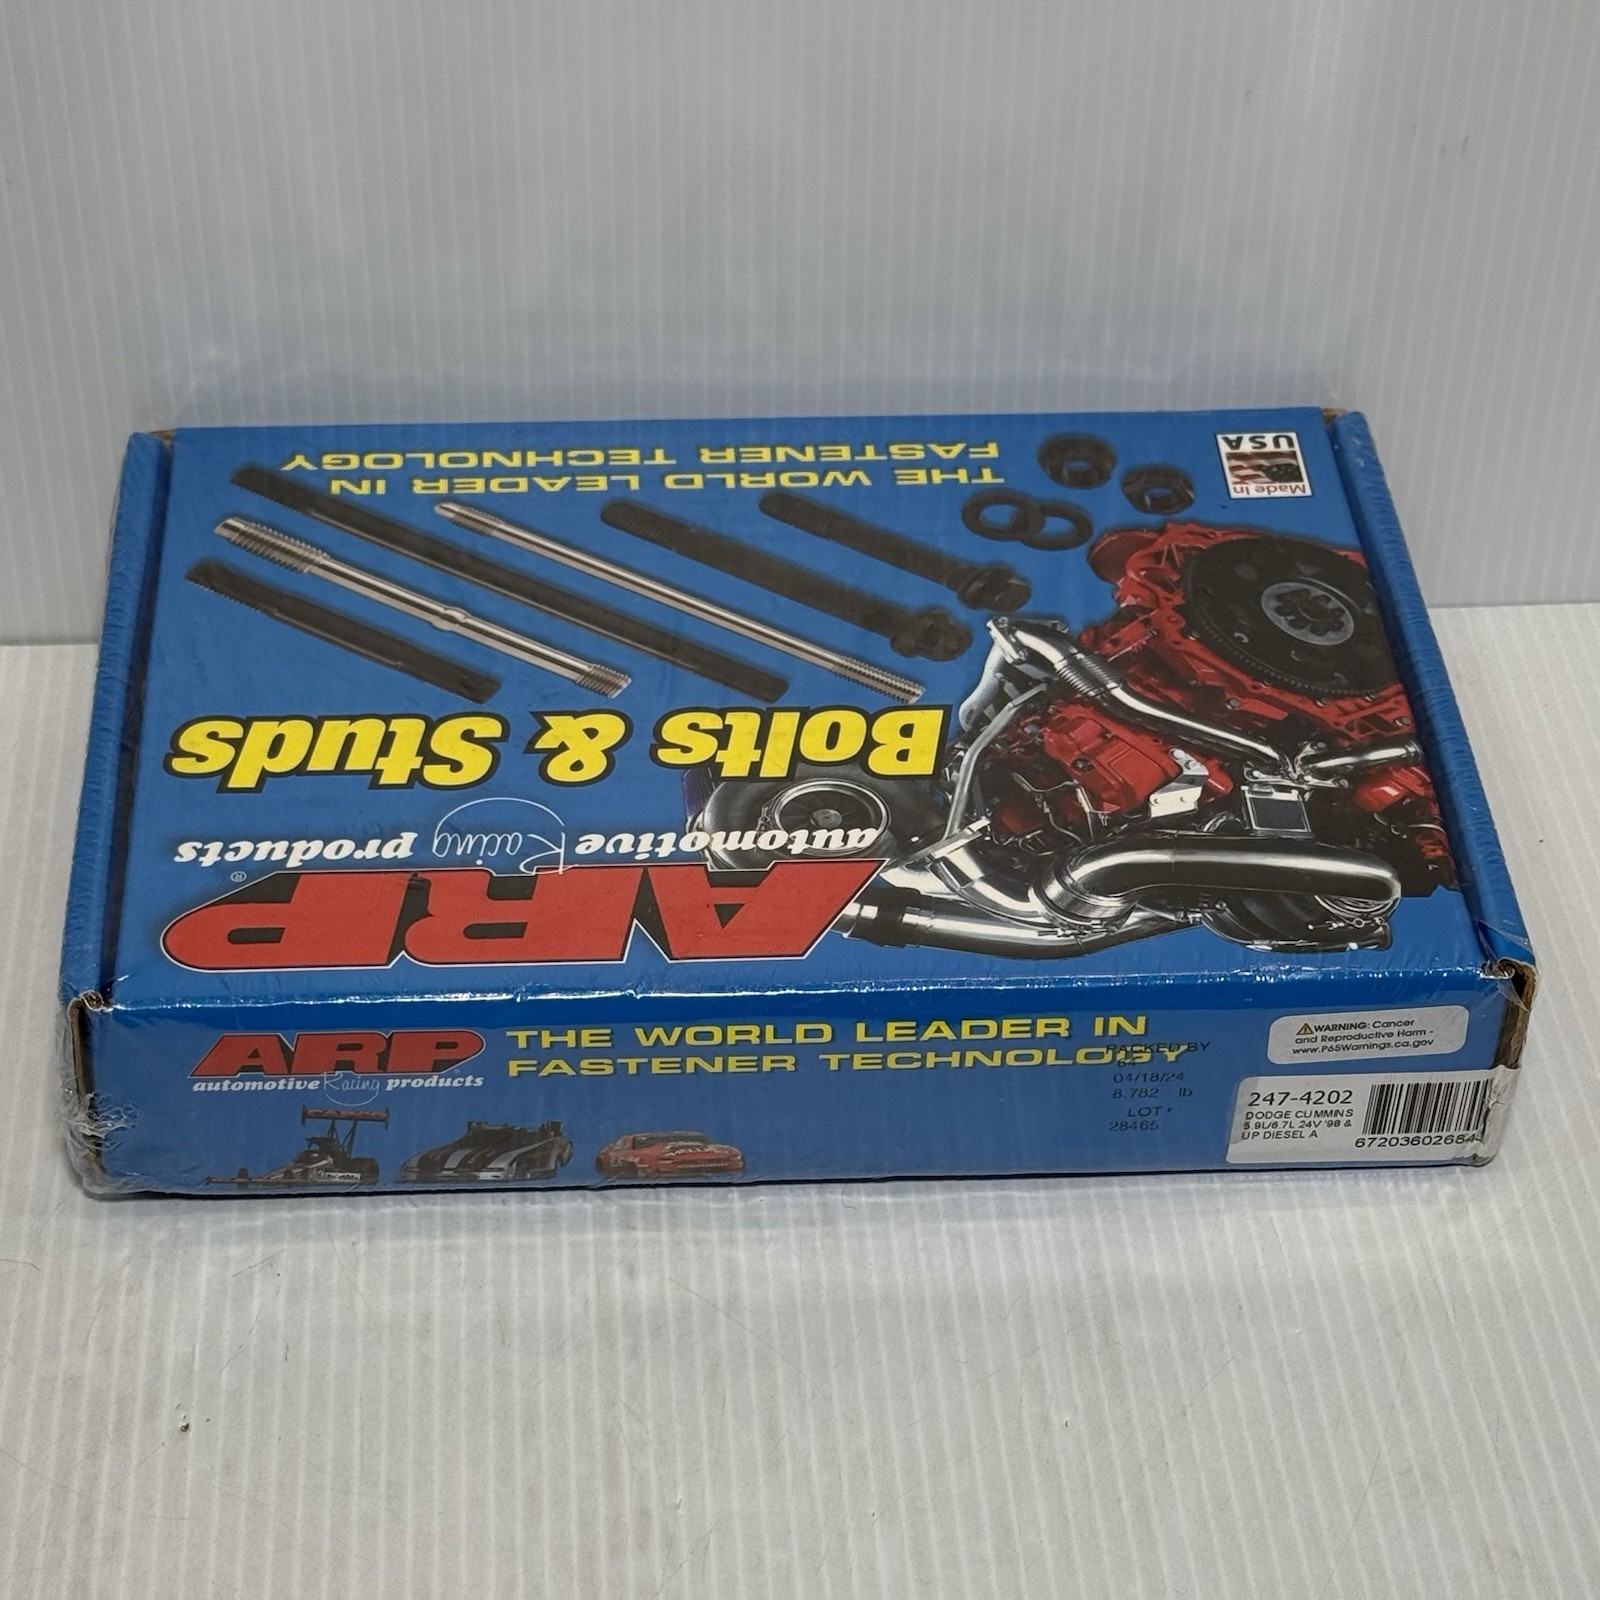 ARP®
automotive Racing products
Bolts & Studs
THE WORLD LEADER IN
FASTENER TECHNOLOGY
Made In
USA
ARP
automotive Racing products
THE WORLD LEADER IN
FASTENER TECHNOLOGY
PACKED BY
64
04/18/24
8.782 lb
LOT
28465
WARNING: Cancer
and Reproductive Harm -
www.P65Warnings.ca.gov
247-4202
DODGE CUMMINS
5.9L/6.7L 24V '98 &
UP DIESEL A